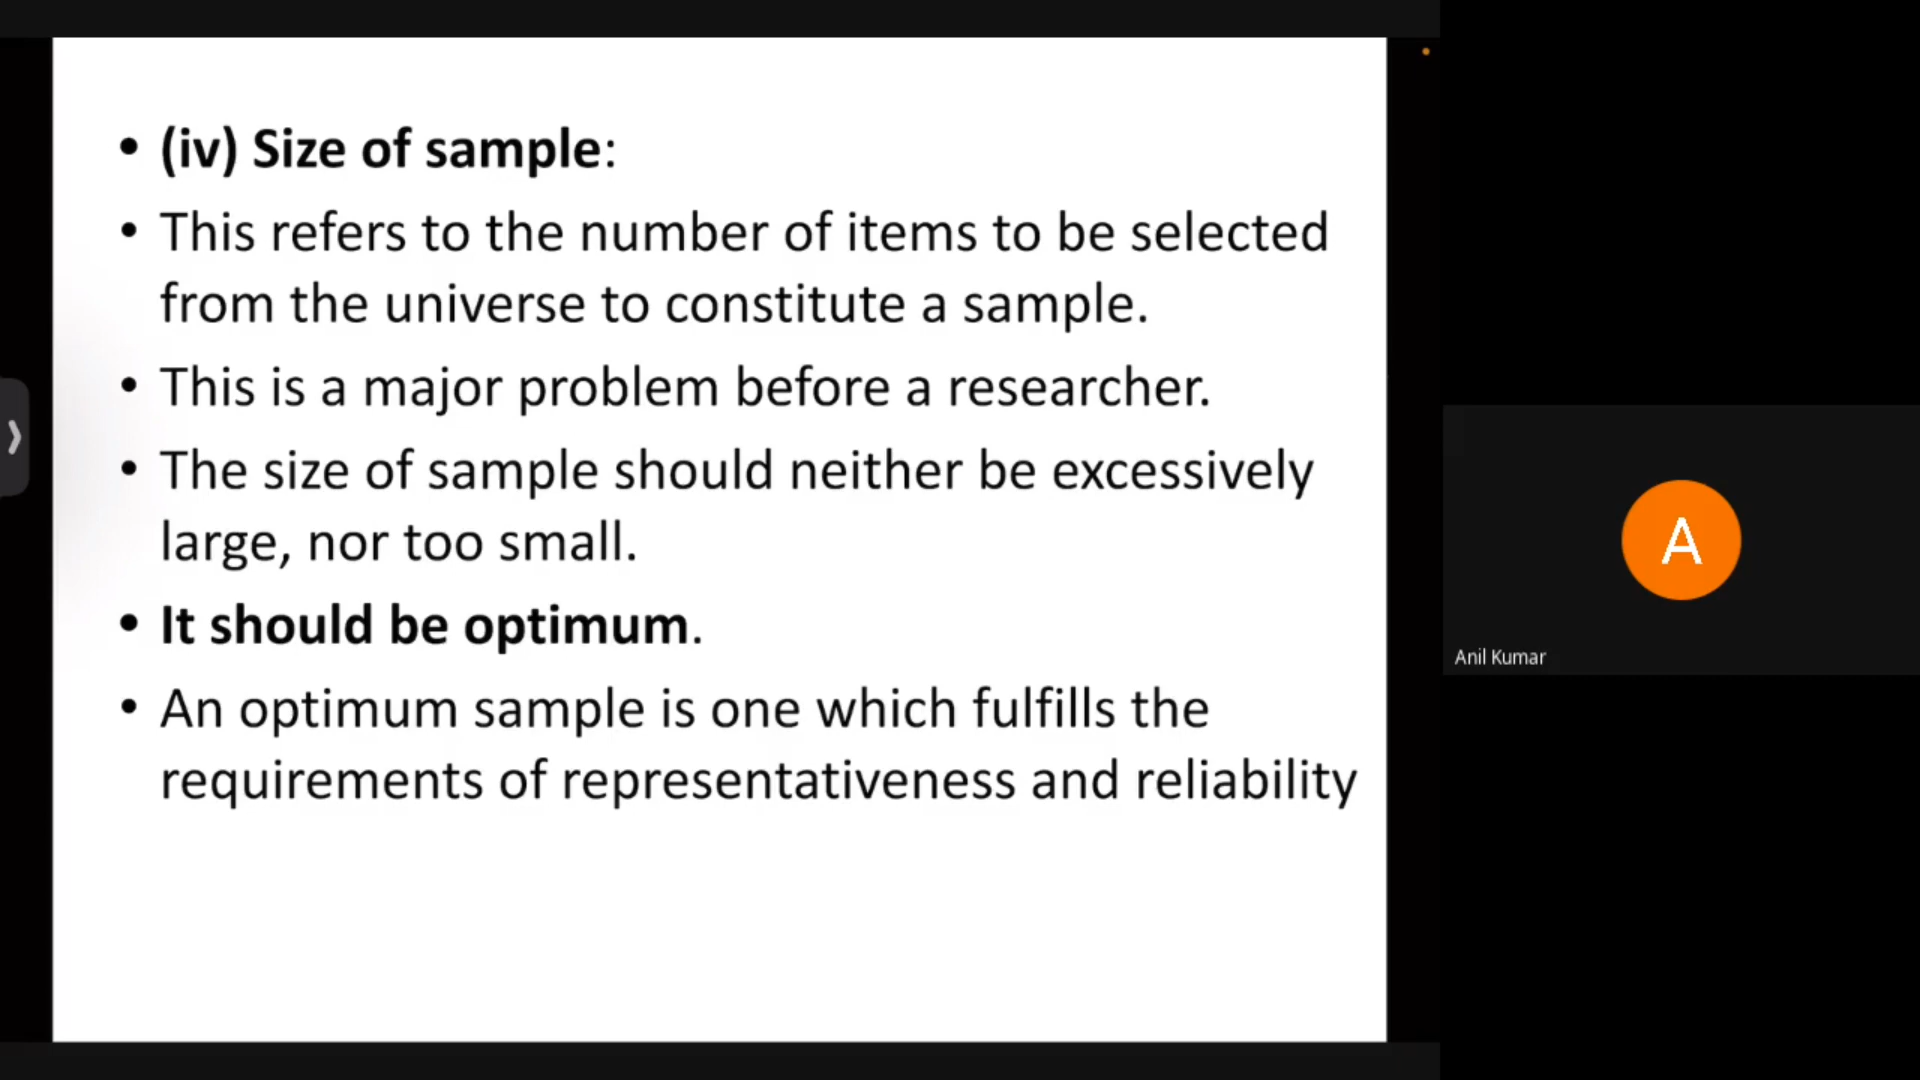 • (iv) Size of sample:
• This refers to the number of items to be selected
from the universe to constitute a sample.
• This is a major problem before a researcher.
• The size of sample should neither be excessively
large, nor too small.
• It should be optimum.
• An optimum sample is one which fulfills the
requirements of representativeness and reliability
A
Anil Kumar